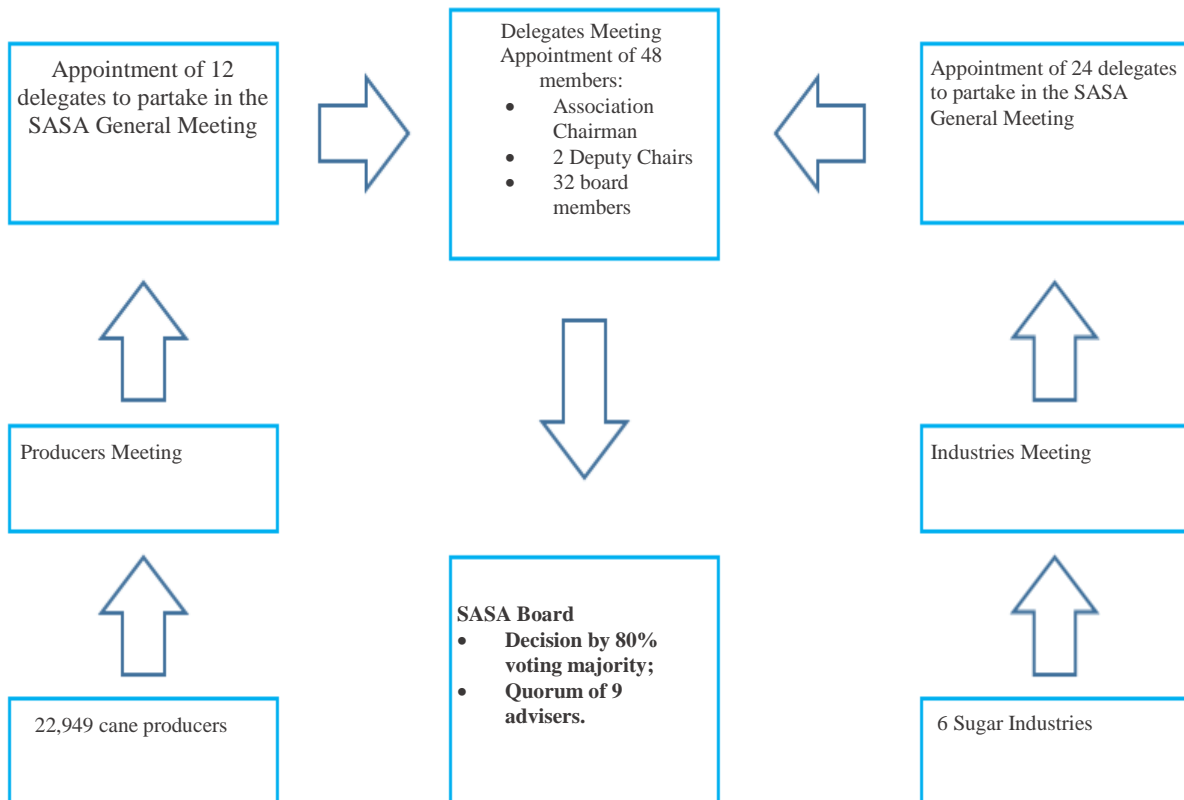 Appointment of 12
delegates to partake in the
SASA General Meeting
Delegates Meeting
Appointment of 48
members:
• Association
Chairman
• 2 Deputy Chairs
• 32 board
members
Appointment of 24 delegates
to partake in the SASA
General Meeting
Producers Meeting
Industries Meeting
22,949 cane producers
SASA Board
• Decision by 80%
voting majority;
• Quorum of 9
advisers.
6 Sugar Industries